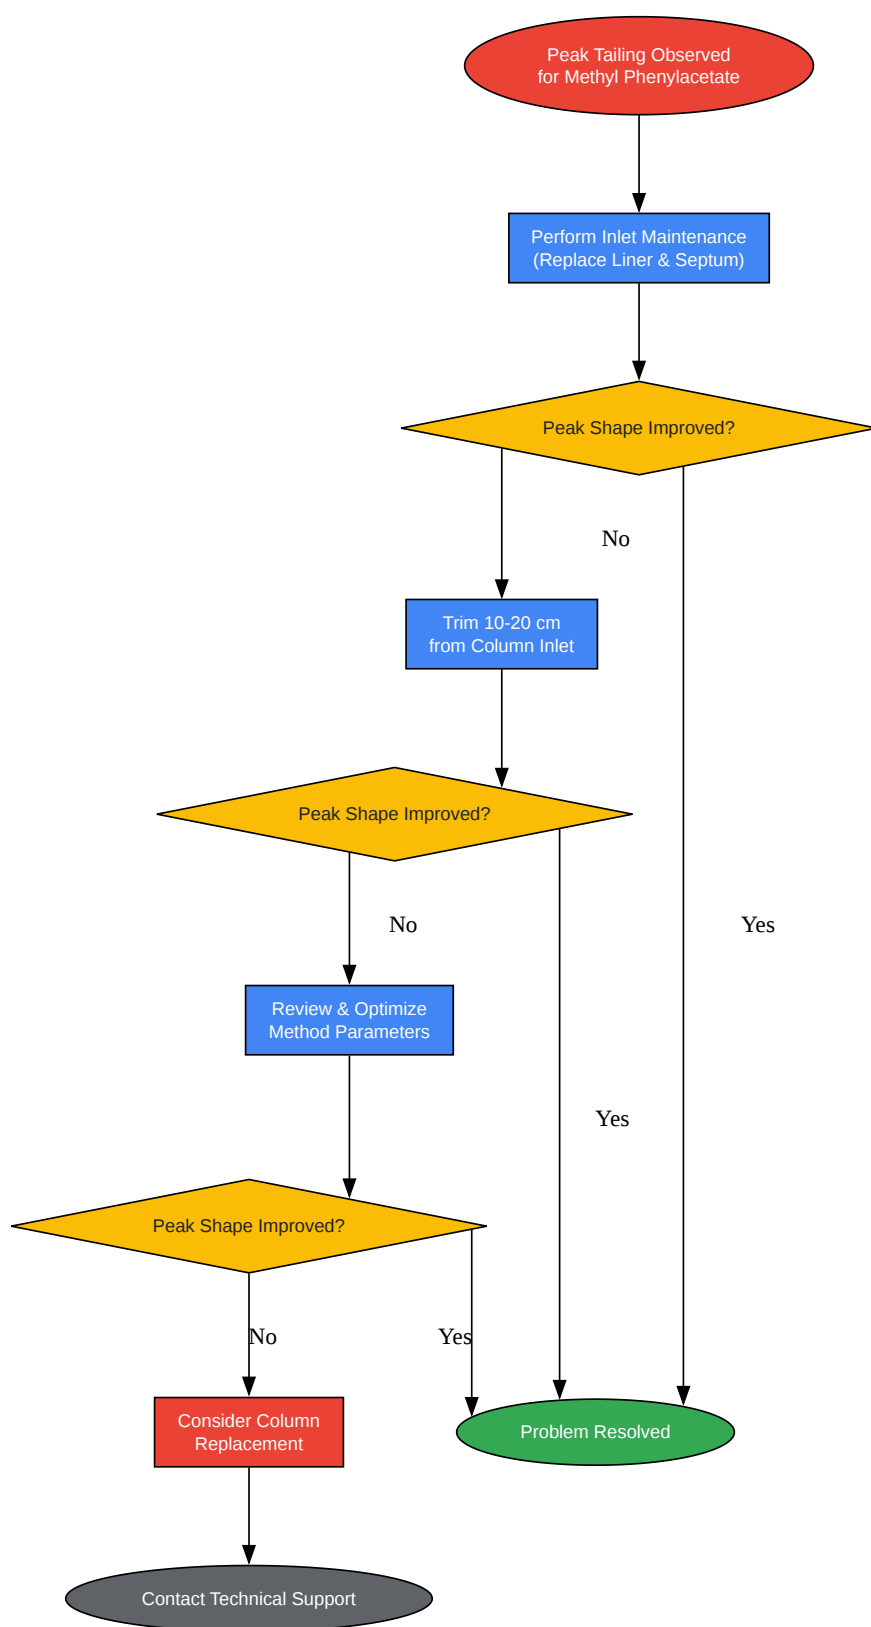 Peak Tailing Observed
for Methyl Phenylacetate
Perform Inlet Maintenance
(Replace Liner & Septum)
Peak Shape Improved?
No
Trim 10-20 cm
from Column Inlet
Peak Shape Improved?
No
Yes
Review & Optimize
Method Parameters
Yes
Peak Shape Improved?
No
Yes
Consider Column
Replacement
Problem Resolved
Contact Technical Support